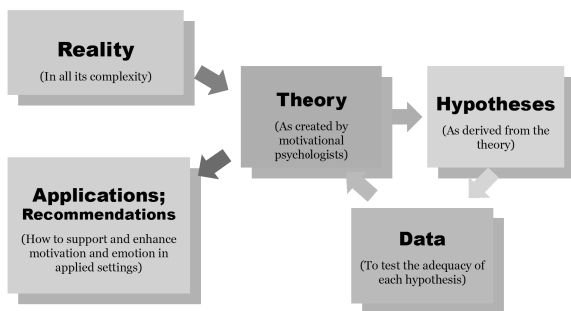 Reality
(In all its complexity)
Theory
(As created by
motivational
psychologists)
Hypotheses
(As derived from the
theory)
Applications;
Recommendations
(How to support and enhance
motivation and emotion in
applied settings)
Data
(To test the adequacy of
each hypothesis)